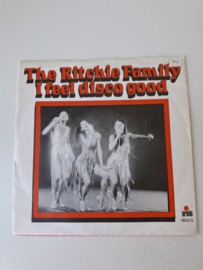 The Ritchie Family
I feel disco good